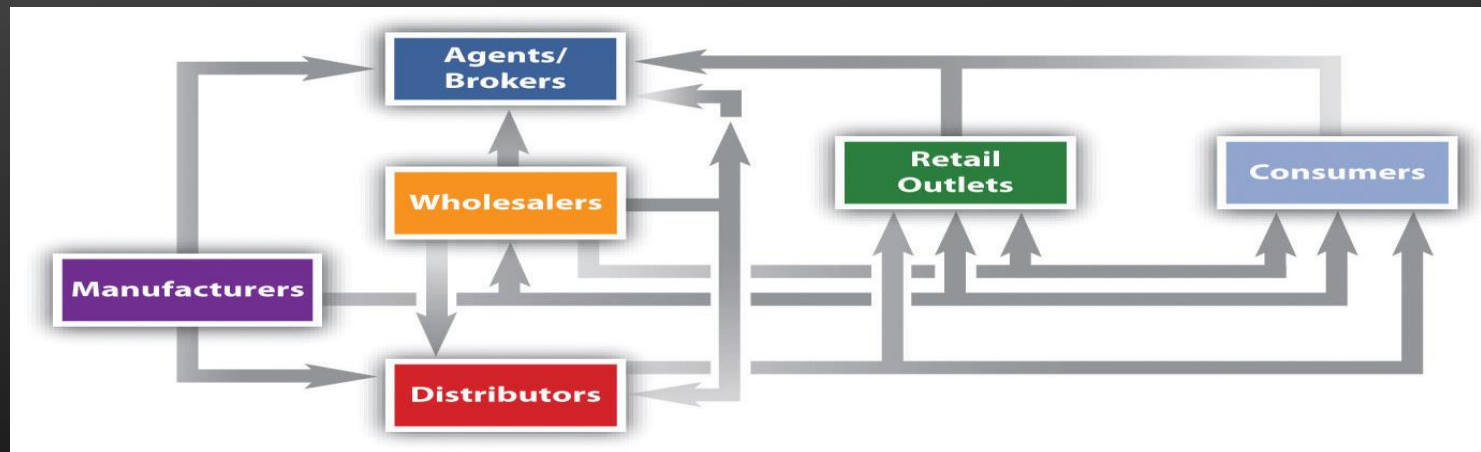 Agents/
Brokers
Wholesalers
Retail
Outlets
Consumers
Manufacturers
Distributors